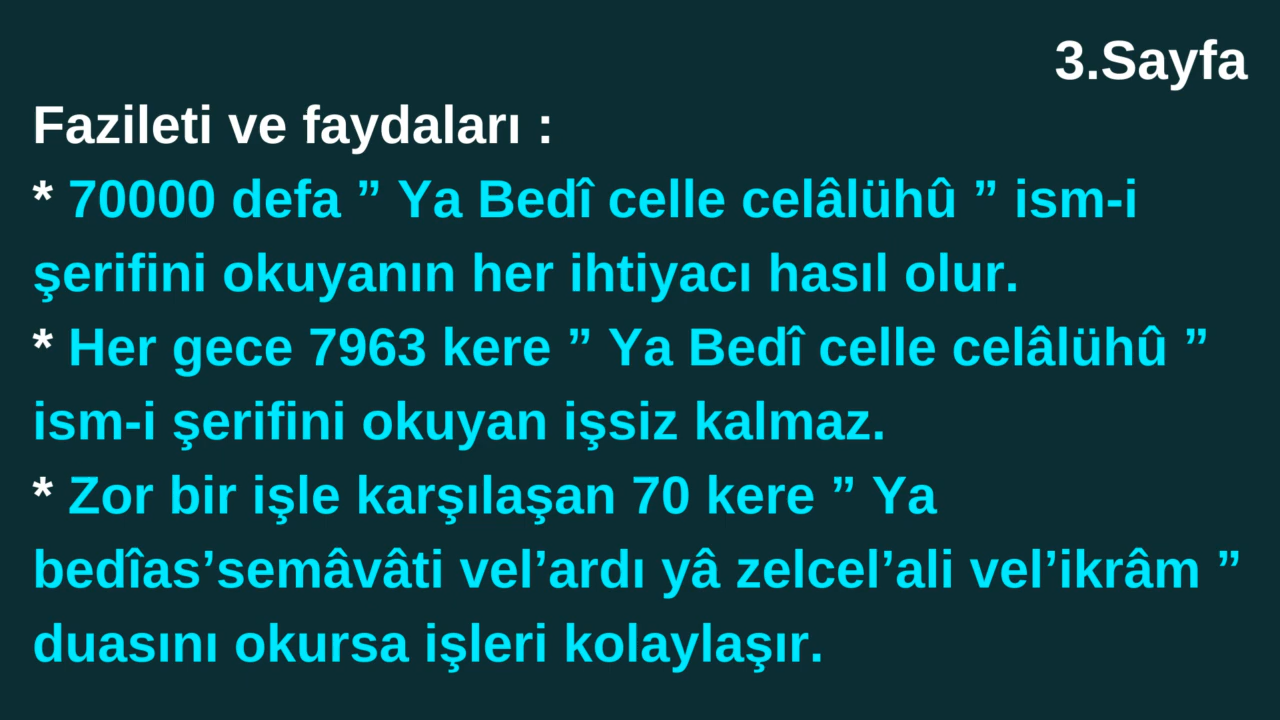 3.Sayfa
Fazileti ve faydaları :
* 70000 defa ” Ya Bedî celle celâlühû ” ism-i
şerifini okuyanın her ihtiyacı hasıl olur.
* Her gece 7963 kere ” Ya Bedî celle celâlühû ”
ism-i şerifini okuyan işsiz kalmaz.
* Zor bir işle karşılaşan 70 kere ” Ya
bedîas’semâvâti vel’ardı yâ zelcel’ali vel’ikrâm ”
duasını okursa işleri kolaylaşır.